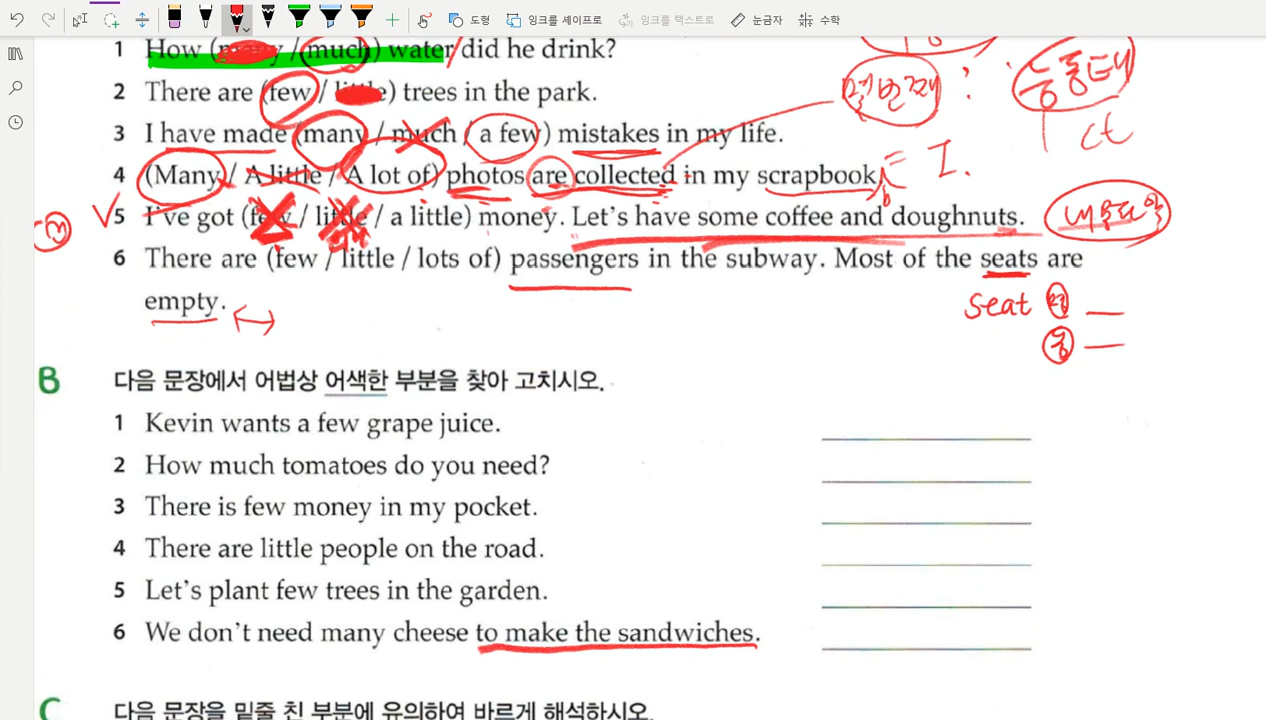 도형 잉크를 셰이프로 잉크를 텍스트로 눈금자 수학
1 How (many / much) water did he drink?
2 There are (few / little) trees in the park.
몇번째?
수동태
3 I have made (many / much / a few) mistakes in my life.
4 (Many / A little / A lot of) photos are collected in my scrapbook.
= I.
5 I've got (few / little / a little) money. Let's have some coffee and doughnuts.
6 There are (few / little / lots of) passengers in the subway. Most of the seats are
empty.
seat 명
동
B 다음 문장에서 어법상 어색한 부분을 찾아 고치시오.
1 Kevin wants a few grape juice.
2 How much tomatoes do you need?
3 There is few money in my pocket.
4 There are little people on the road.
5 Let's plant few trees in the garden.
6 We don't need many cheese to make the sandwiches.
C 다음 문장을 밑줄 친 부분에 유의하여 바르게 해석하시오.